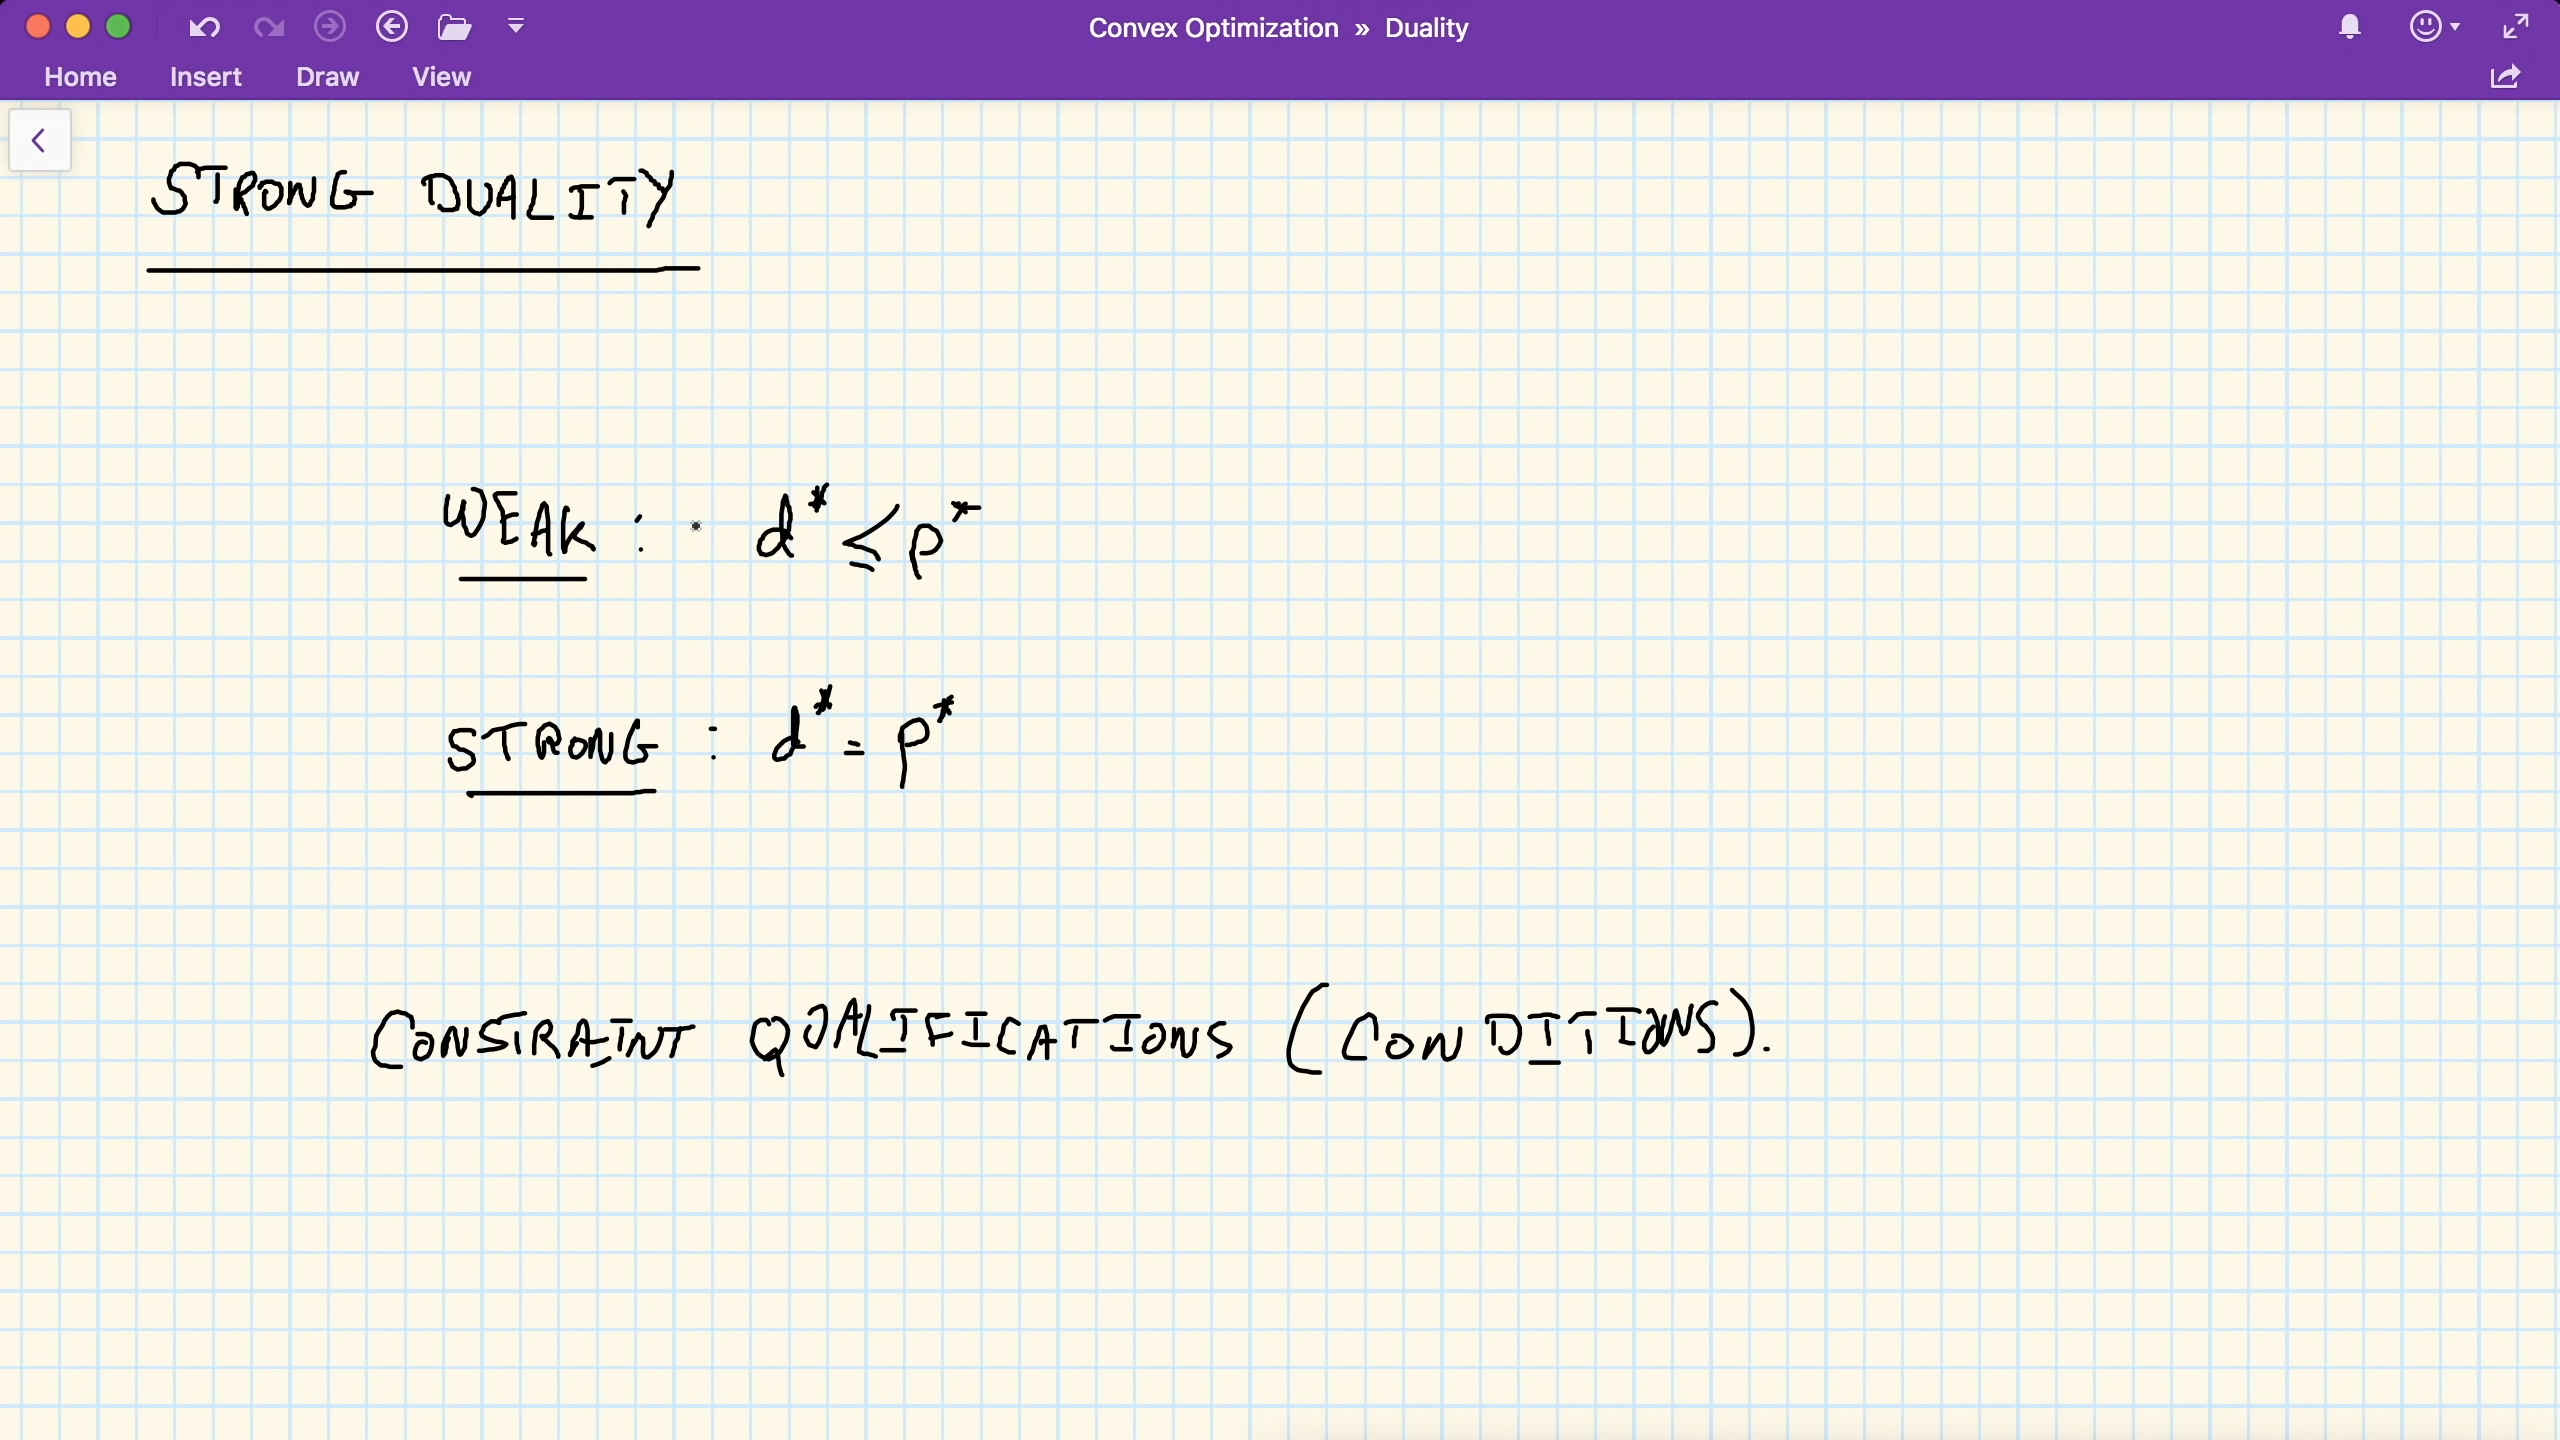 Convex Optimization » Duality
Home Insert Draw View
STRONG DUALITY
WEAK : d* ≤ p*
STRONG : d* = p*
CONSTRAINT QUALIFICATIONS (CONDITIONS).